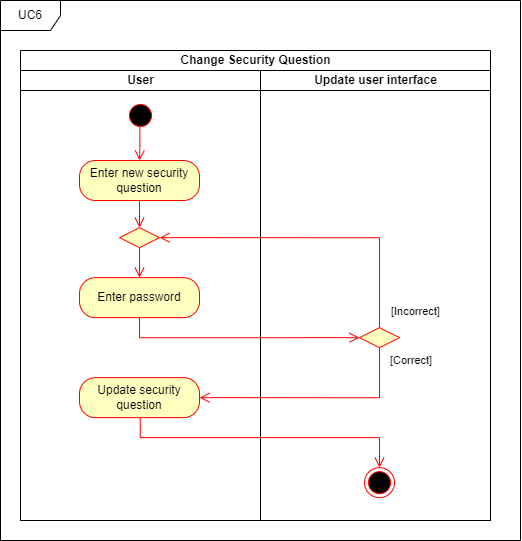 UC6
Change Security Question
User
Update user interface
Enter new security
question
Enter password
[Incorrect]
[Correct]
Update security
question